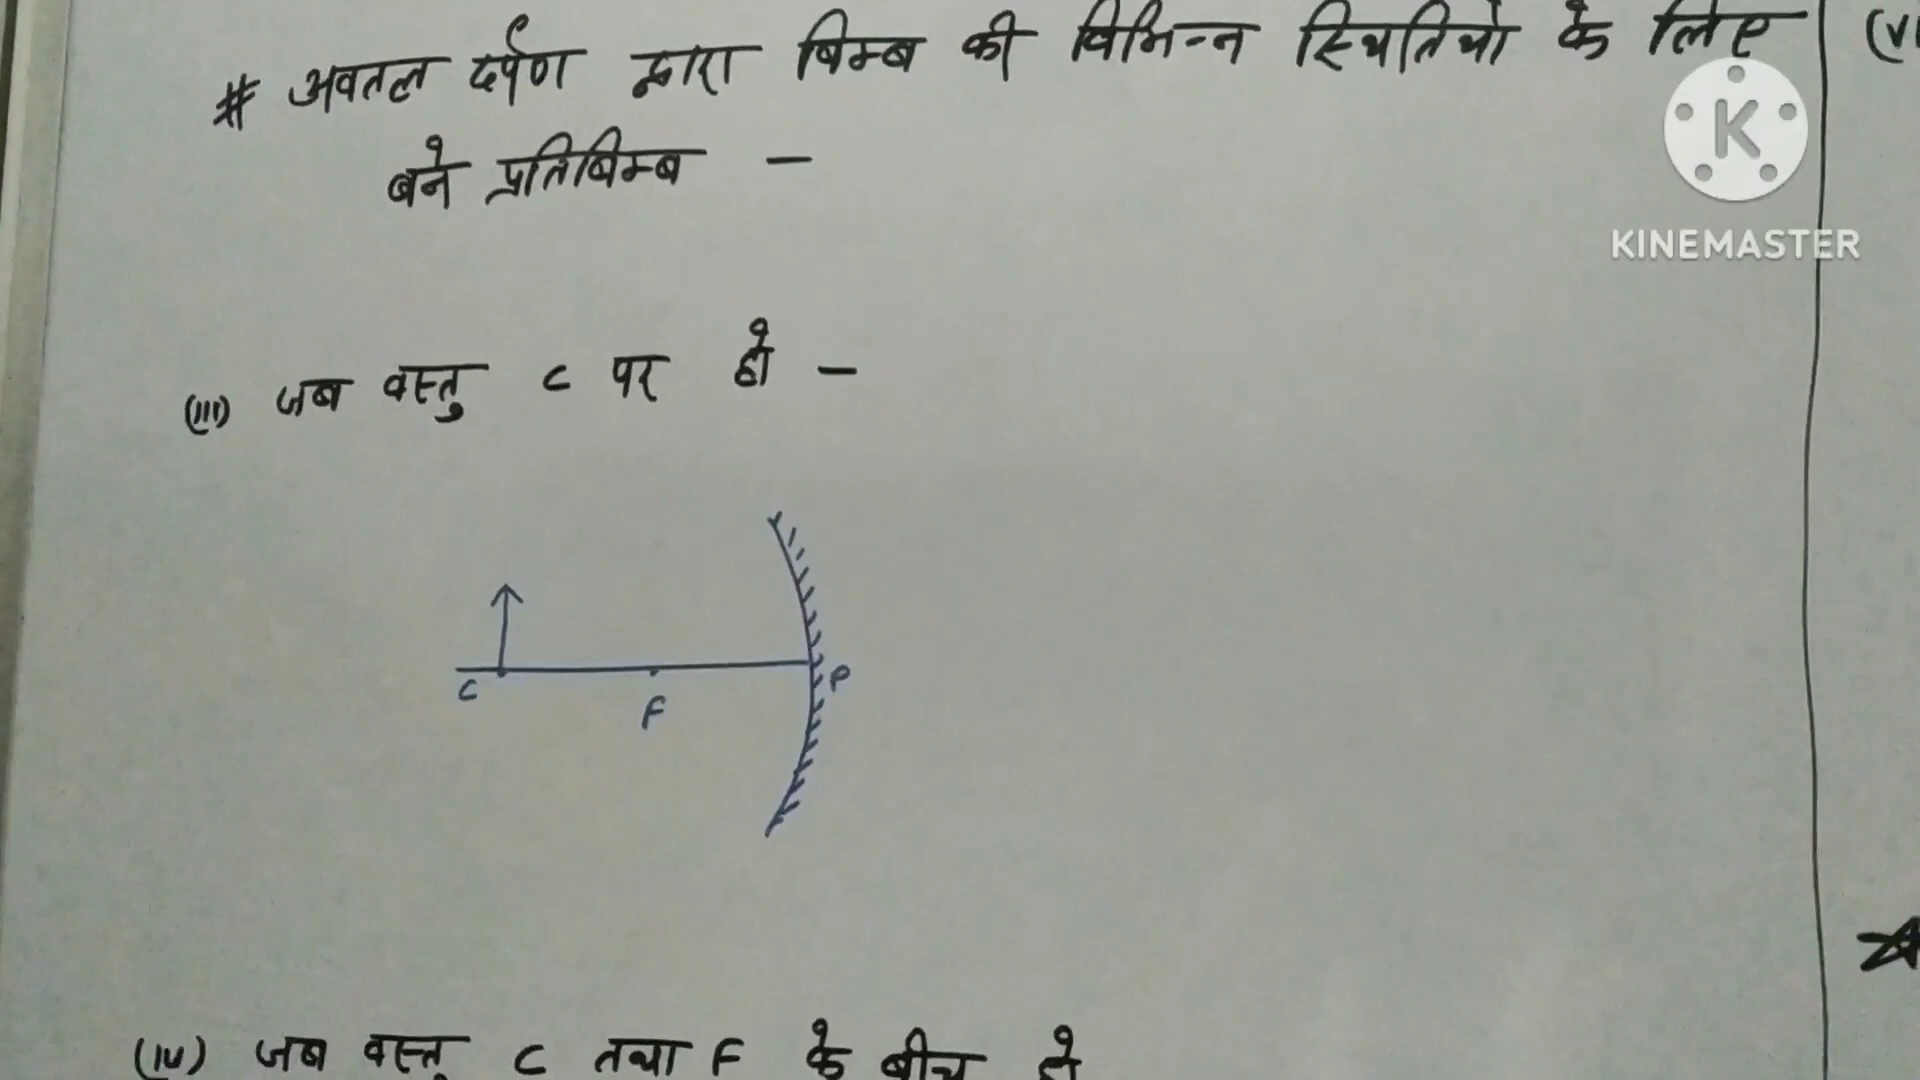 # अवतल दर्पण द्वारा बिम्ब की विभिन्न स्थितियो के लिए
बने प्रतिबिम्ब -
(iii) जब वस्तु C पर हो -
C
F
P
(iv) जब वस्तु C तथा F के बीच हो
K
KINEMASTER